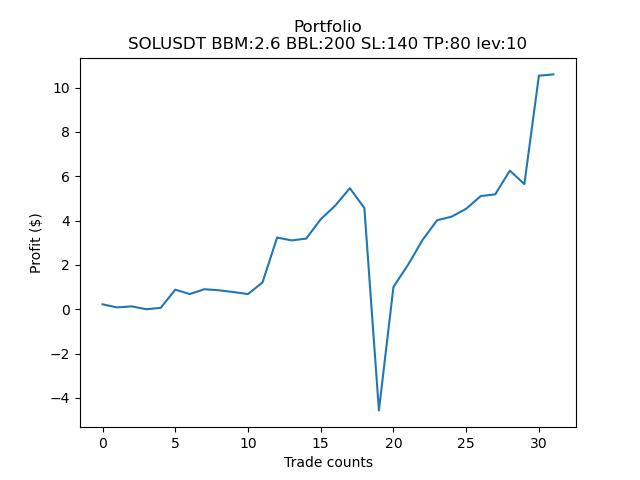 Portfolio
SOLUSDT BBM:2.6 BBL:200 SL:140 TP:80 lev:10
10
8
6
4
2
0
−2
−4
Profit ($)
0 5 10 15 20 25 30
Trade counts